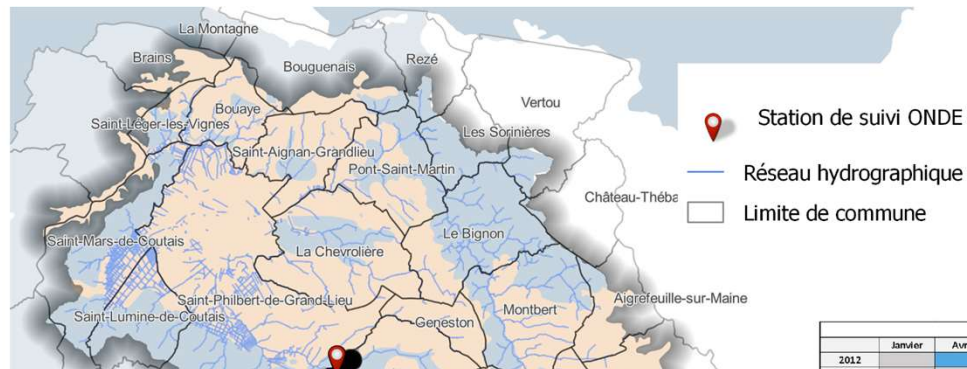 La Montagne
Brains
Bouguenais
Rezé
Vertou
Bouaye
Saint-Léger-les-Vignes
Les Sorinières
Saint-Aignan-Grandlieu
Pont-Saint-Martin
Château-Théba
Saint-Mars-de-Coutais
La Chevrolière
Le Bignon
Saint-Philbert-de-Grand-Lieu
Aigrefeuille-sur-Maine
Saint-Lumine-de-Coutais
Geneston
Montbert
Station de suivi ONDE
Réseau hydrographique
Limite de commune
Janvier Avr
2012